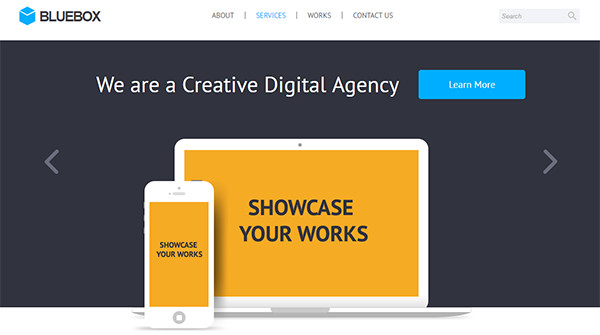 BLUEBOX
ABOUT | SERVICES | WORKS | CONTACT US
Search
We are a Creative Digital Agency
Learn More
SHOWCASE
YOUR WORKS
SHOWCASE
YOUR WORKS